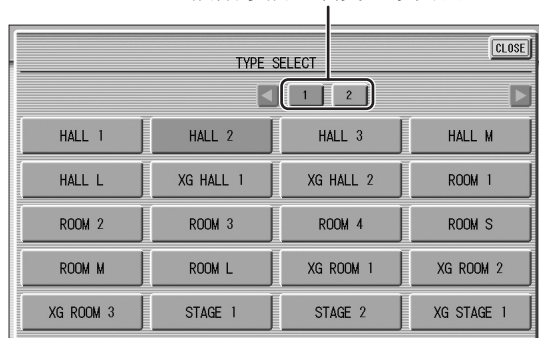 CLOSE
TYPE SELECT
1 2
HALL 1 HALL 2 HALL 3 HALL M
HALL L XG HALL 1 XG HALL 2 ROOM 1
ROOM 2 ROOM 3 ROOM 4 ROOM S
ROOM M ROOM L XG ROOM 1 XG ROOM 2
XG ROOM 3 STAGE 1 STAGE 2 XG STAGE 1